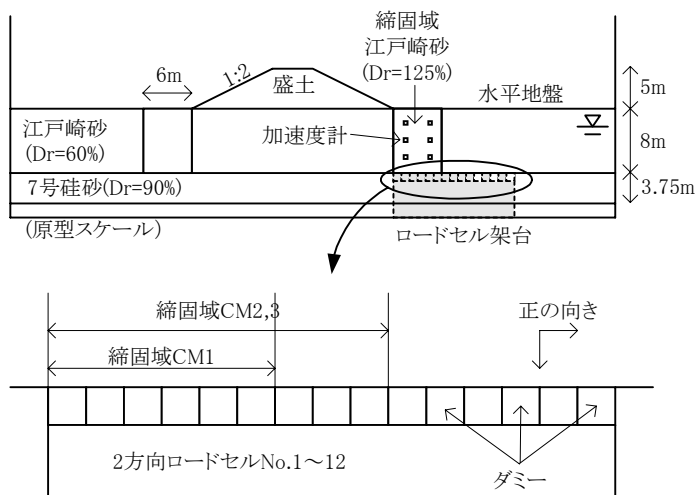 締固域
江戸崎砂
(Dr=125%)
6m
1:2
盛土
水平地盤
5m
江戸崎砂
(Dr=60%)
加速度計
8m
7号硅砂(Dr=90%)
3.75m
(原型スケール)
ロードセル架台
締固域CM2,3
正の向き
締固域CM1
2方向ロードセルNo.1～12
ダミー